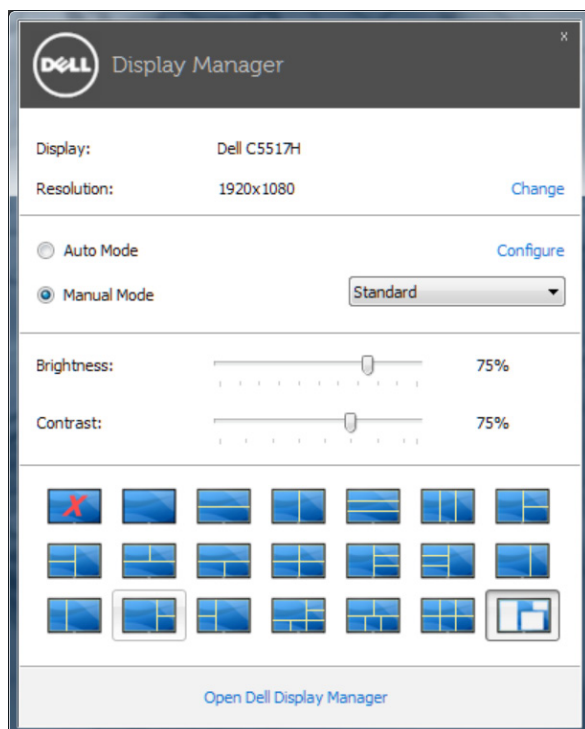 DELL Display Manager x
Display: Dell C5517H
Resolution: 1920x1080 Change
Auto Mode Configure
Manual Mode Standard
Brightness: 75%
Contrast: 75%
Open Dell Display Manager